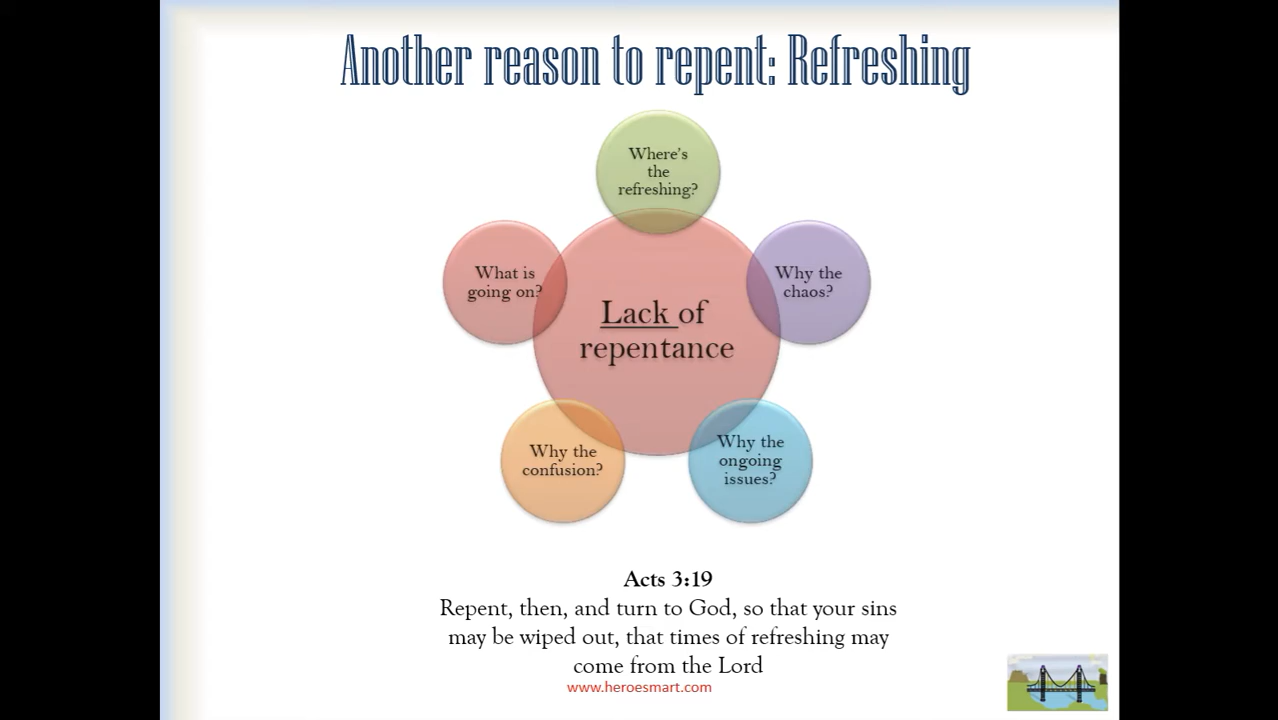 Another reason to repent: Refreshing
Where's
the
refreshing?
What is
going on?
Why the
chaos?
Lack of
repentance
Why the
confusion?
Why the
ongoing
issues?
Acts 3:19
Repent, then, and turn to God, so that your sins
may be wiped out, that times of refreshing may
come from the Lord
www.heroesmart.com